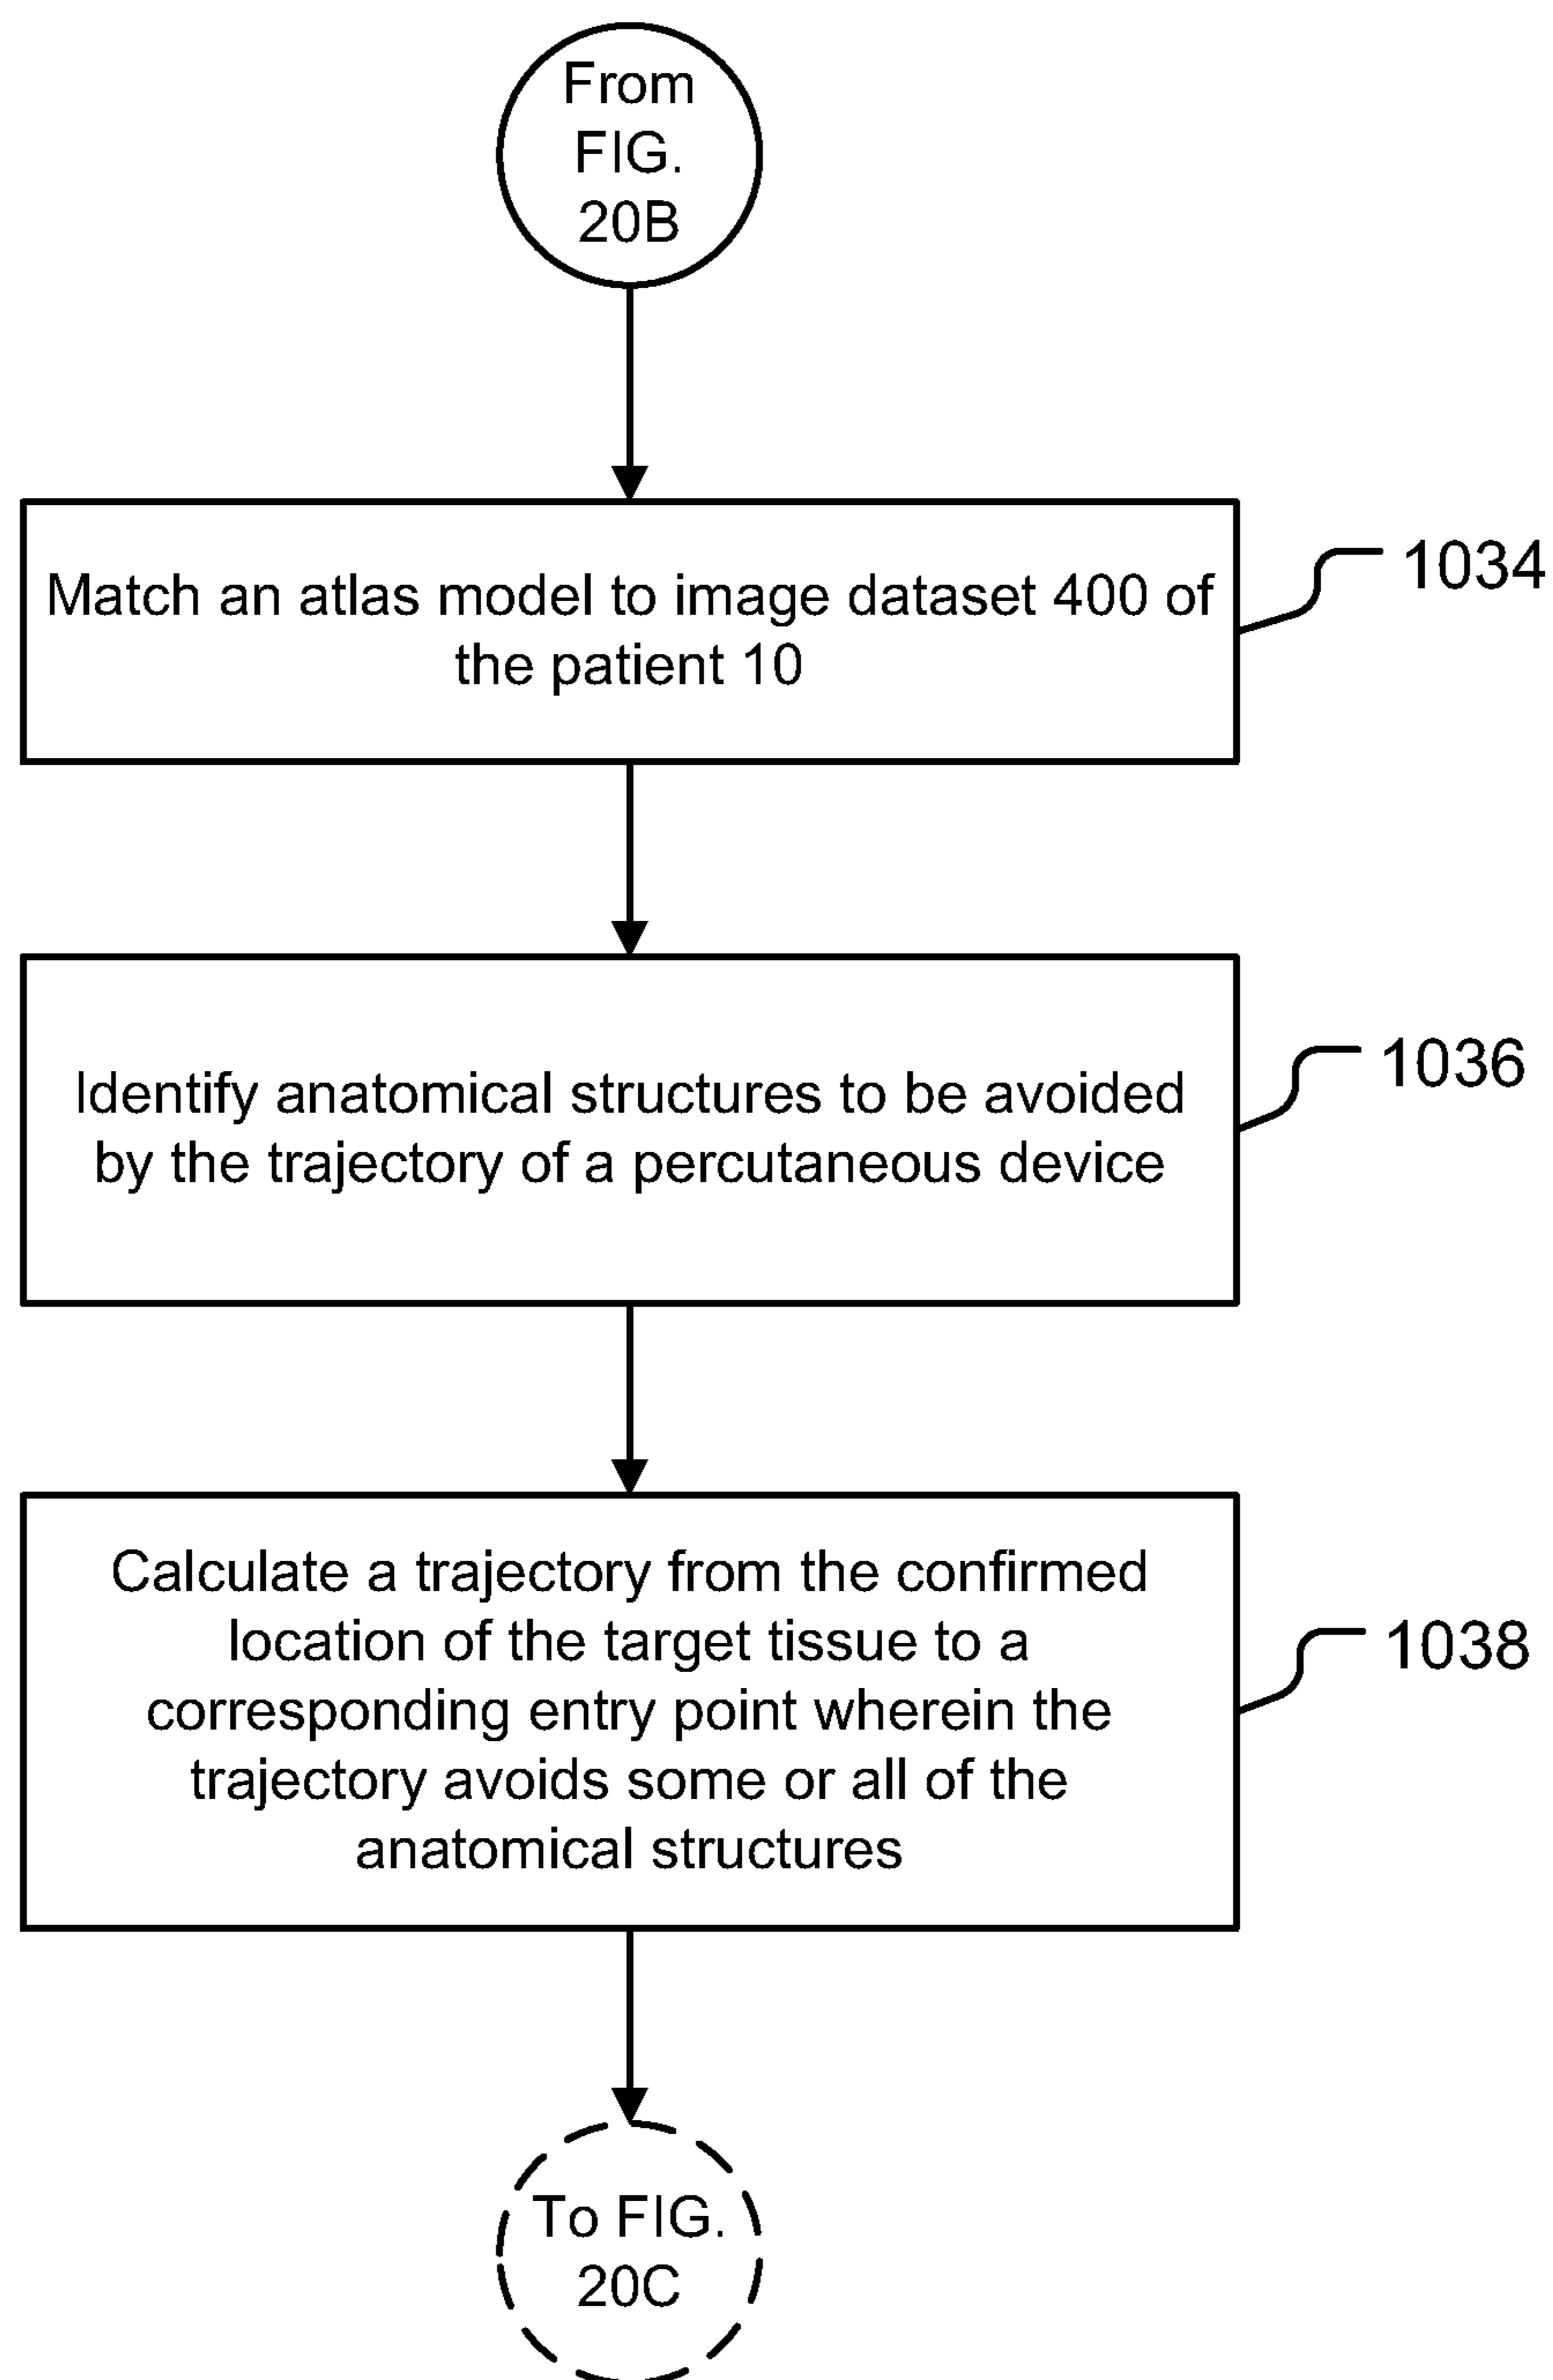 From
FIG.
20B
Match an atlas model to image dataset 400 of
the patient 10
1034
Identify anatomical structures to be avoided
by the trajectory of a percutaneous device
1036
Calculate a trajectory from the confirmed
location of the target tissue to a
corresponding entry point wherein the
trajectory avoids some or all of the
anatomical structures
1038
To FIG.
20C